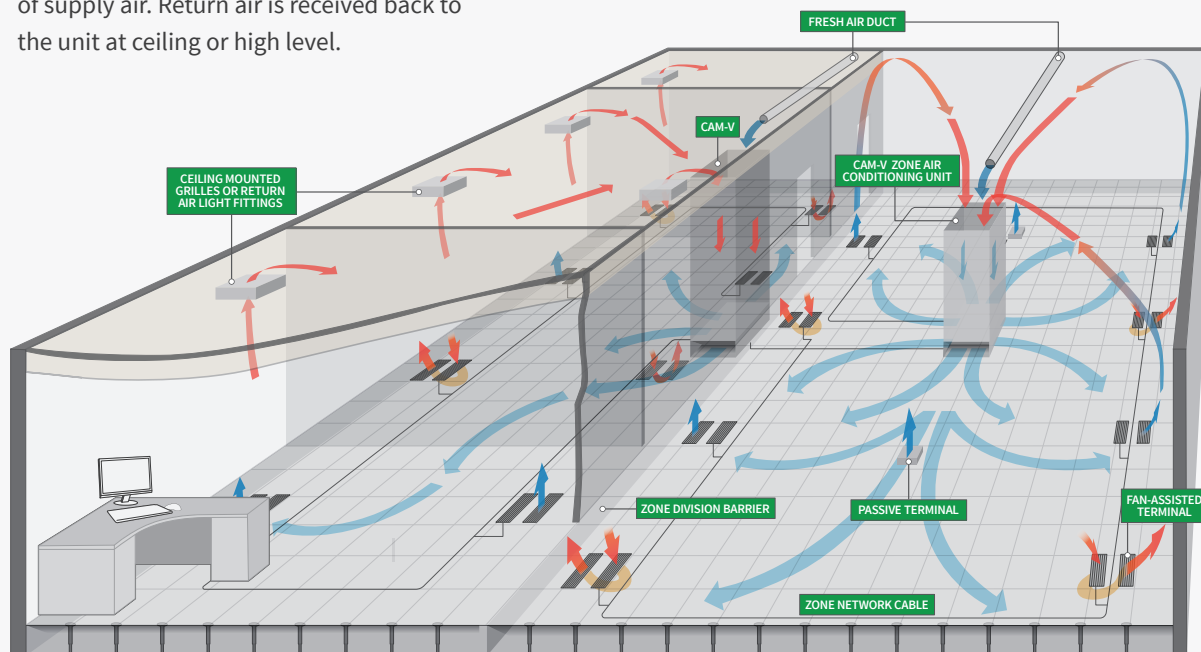 of supply air. Return air is received back to
the unit at ceiling or high level.
FRESH AIR DUCT
CAM-V
CAM-V ZONE AIR
CONDITIONING UNIT
CEILING MOUNTED
GRILLES OR RETURN
AIR LIGHT FITTINGS
ZONE DIVISION BARRIER
PASSIVE TERMINAL
FAN-ASSISTED
TERMINAL
ZONE NETWORK CABLE